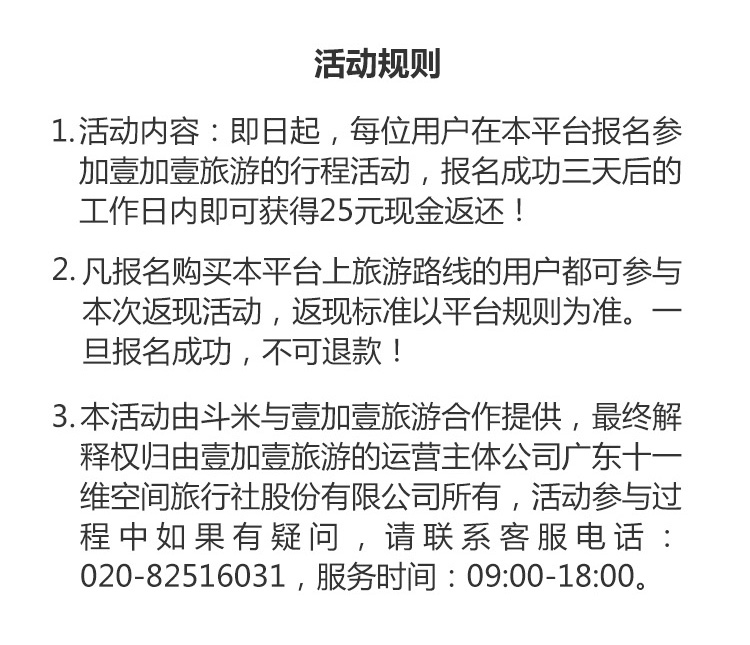 活动规则
1. 活动内容：即日起，每位用户在本平台报名参
加壹加壹旅游的行程活动，报名成功三天后的
工作日内即可获得25元现金返还！
2. 凡报名购买本平台上旅游路线的用户都可参与
本次返现活动，返现标准以平台规则为准。一
旦报名成功，不可退款！
3. 本活动由斗米与壹加壹旅游合作提供，最终解
释权归由壹加壹旅游的运营主体公司广东十一
维空间旅行社股份有限公司所有，活动参与过
程中如果有疑问，请联系客服电话：
020-82516031，服务时间：09:00-18:00。